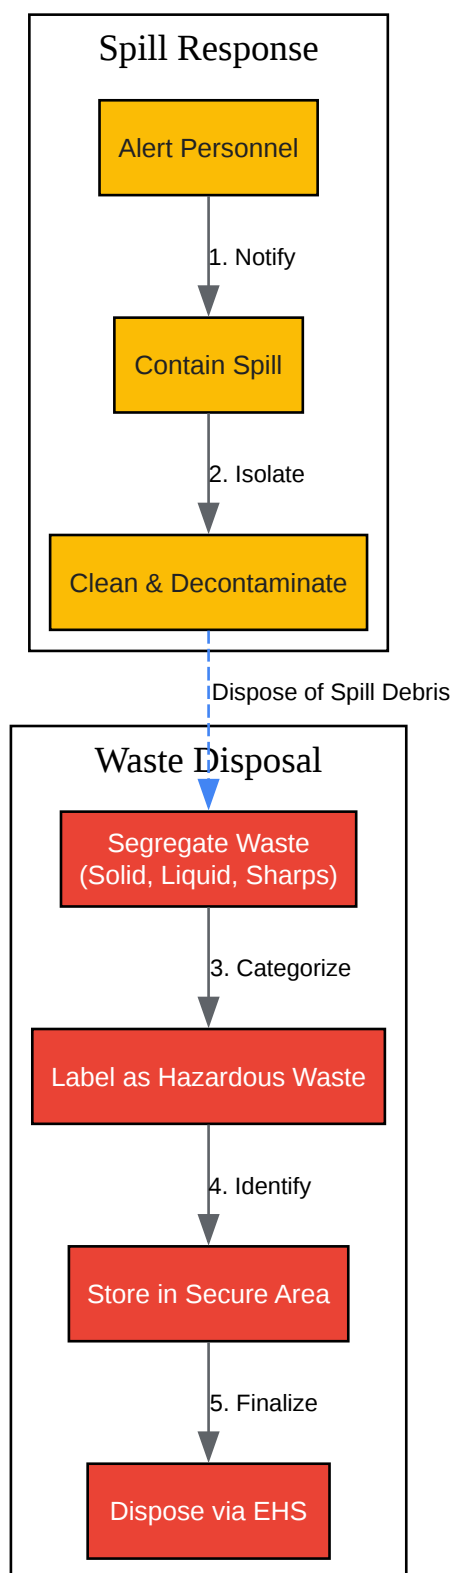 Spill Response
Alert Personnel
1. Notify
Contain Spill
2. Isolate
Clean & Decontaminate
Dispose of Spill Debris
Waste Disposal
Segregate Waste
(Solid, Liquid, Sharps)
3. Categorize
Label as Hazardous Waste
4. Identify
Store in Secure Area
5. Finalize
Dispose via EHS